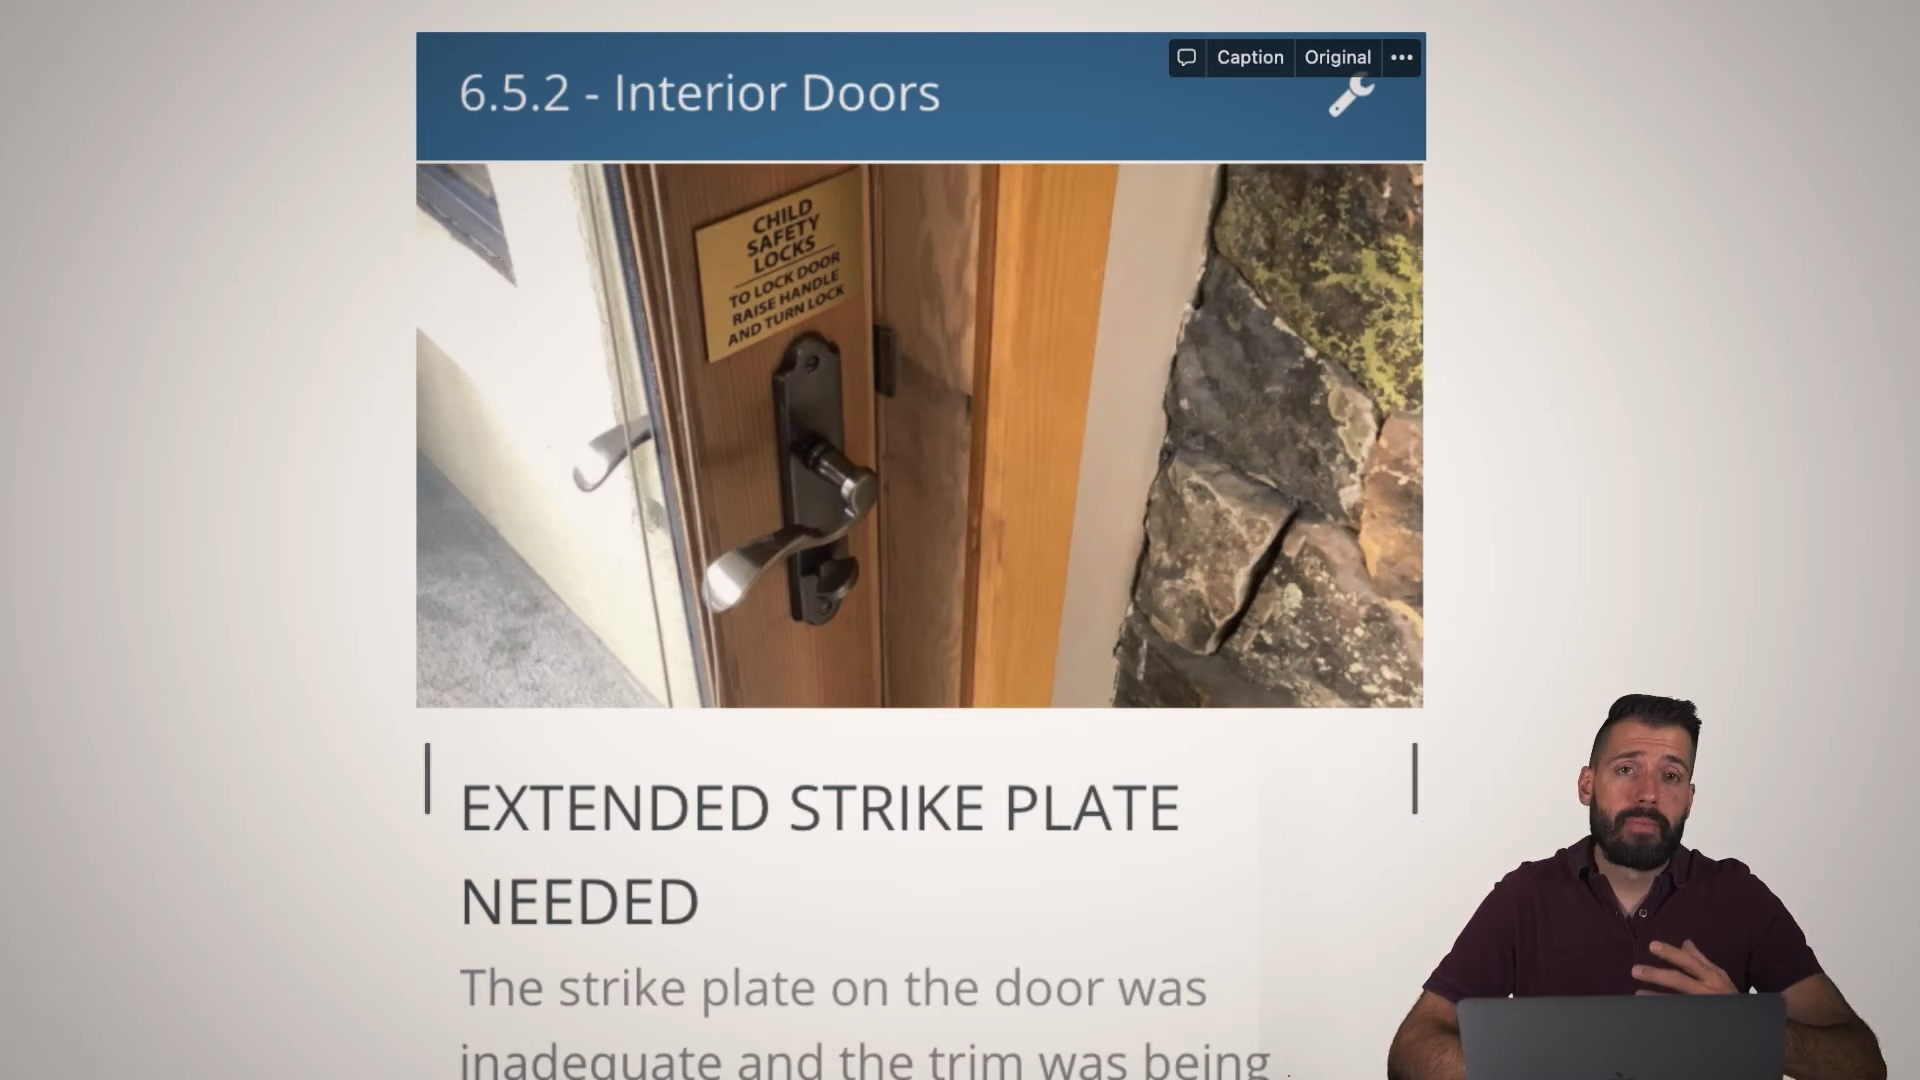 Caption Original •••
6.5.2 - Interior Doors
CHILD
SAFETY
LOCKS
TO LOCK DOOR
RAISE HANDLE
AND TURN LOCK
EXTENDED STRIKE PLATE
NEEDED
The strike plate on the door was
inadequate and the trim was being